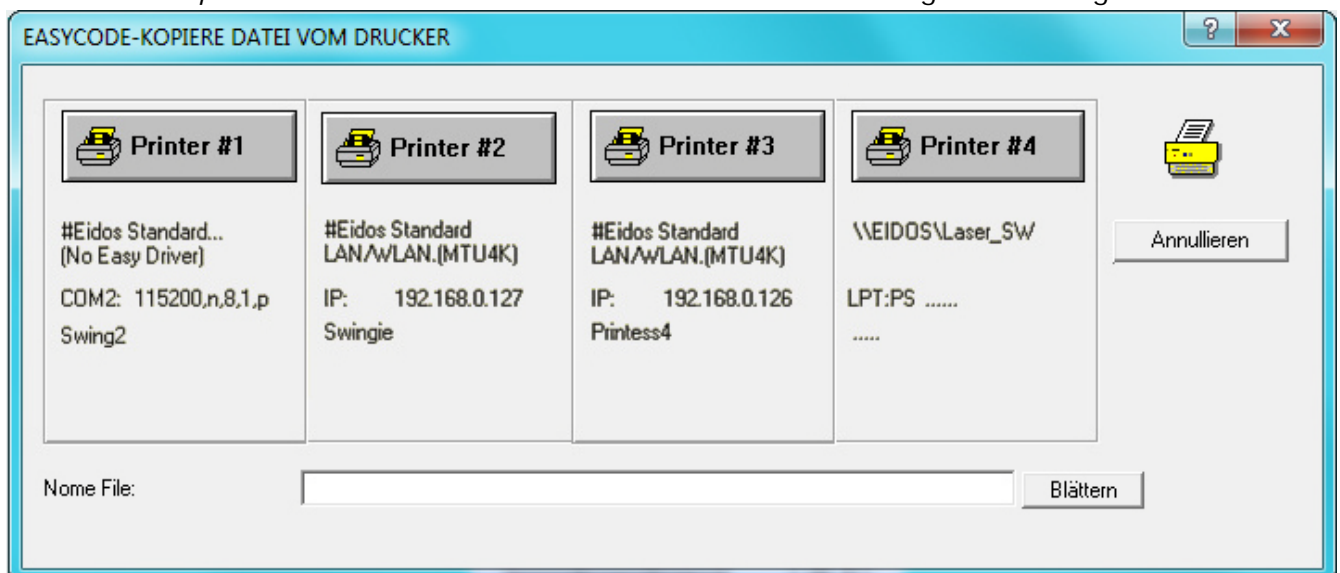 EASYCODE-KOPIERE DATEI VOM DRUCKER
Printer #1
#Eidos Standard...
(No Easy Driver)
COM2: 115200,n,8,1,p
Swing2
Printer #2
#Eidos Standard
LAN/WLAN.(MTU4K)
IP: 192.168.0.127
Swingie
Printer #3
#Eidos Standard
LAN/WLAN.(MTU4K)
IP: 192.168.0.126
Printess4
Printer #4
\\EIDOS\Laser_SW
LPT:PS ......
.....
Annullieren
Nome File:
Blättern